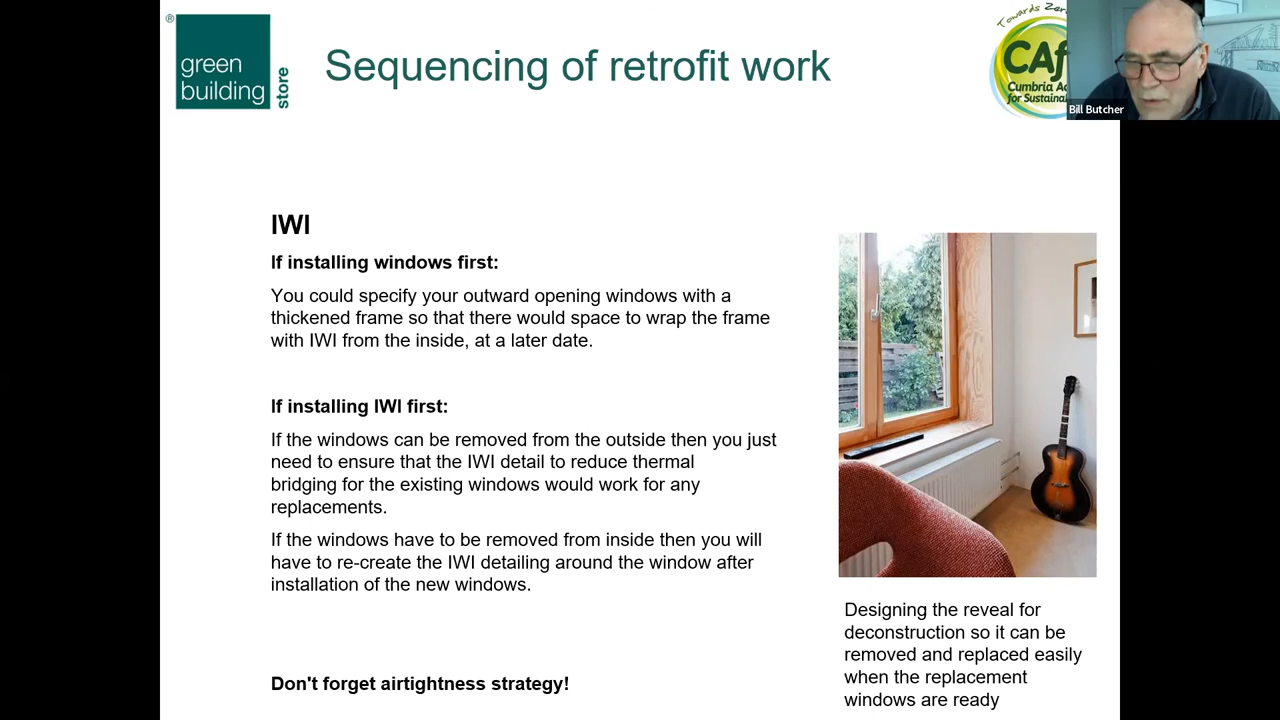 ®
green
building
store
Sequencing of retrofit work
Towards
CAf
Cumbria
for
Bill Butcher
IWI
If installing windows first:
You could specify your outward opening windows with a
thickened frame so that there would space to wrap the frame
with IWI from the inside, at a later date.
If installing IWI first:
If the windows can be removed from the outside then you just
need to ensure that the IWI detail to reduce thermal
bridging for the existing windows would work for any
replacements.
If the windows have to be removed from inside then you will
have to re-create the IWI detailing around the window after
installation of the new windows.
Don't forget airtightness strategy!
Designing the reveal for
deconstruction so it can be
removed and replaced easily
when the replacement
windows are ready